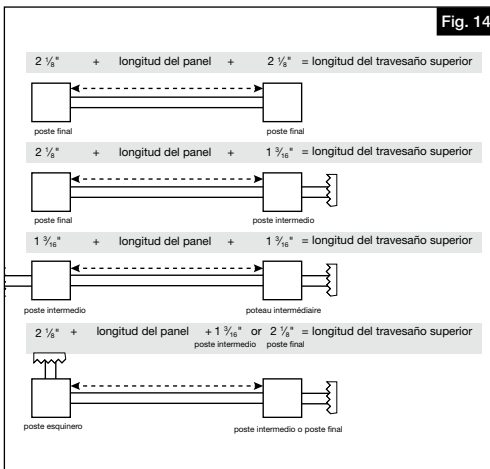 Fig. 14
2 ⅛" + longitud del panel + 2 ⅛" = longitud del travesaño superior
poste final poste final
2 ⅛" + longitud del panel + 1 3⁄16" = longitud del travesaño superior
poste final poste intermedio
1 3⁄16" + longitud del panel + 1 3⁄16" = longitud del travesaño superior
poste intermedio poteau intermédiaire
2 ⅛" + longitud del panel + 1 3⁄16" or 2 ⅛" = longitud del travesaño superior
poste intermedio poste final
poste esquinero poste intermedio o poste final